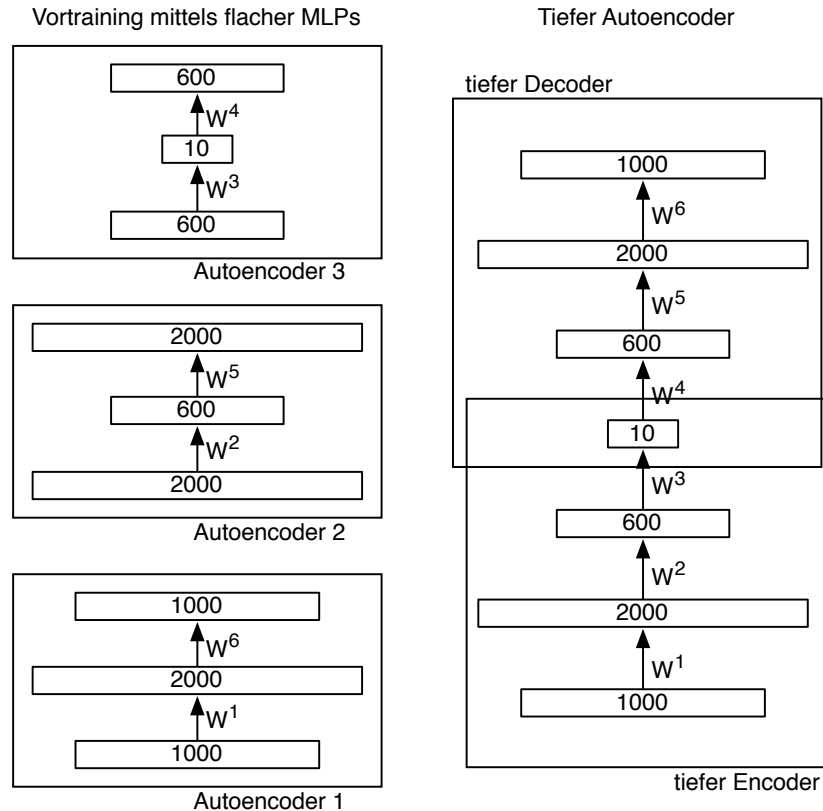 Vortraining mittels flacher MLPs
600
W4
10
W3
600
Autoencoder 3
2000
W5
600
W2
2000
Autoencoder 2
1000
W6
2000
W1
1000
Autoencoder 1
Tiefer Autoencoder
tiefer Decoder
1000
W6
2000
W5
600
W4
10
W3
600
W2
2000
W1
1000
tiefer Encoder